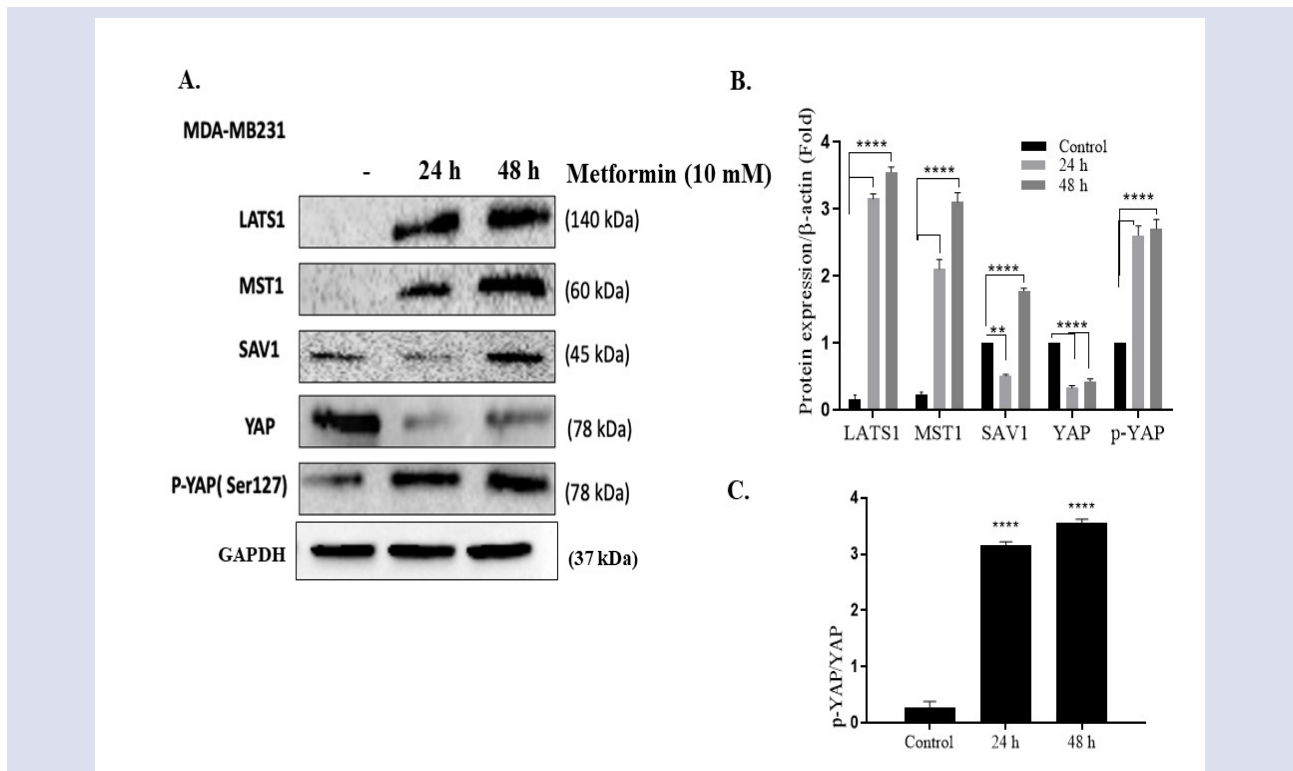 A.
MDA-MB231
- 24 h 48 h Metformin (10 mM)
LATS1 (140 kDa)
MST1 (60 kDa)
SAV1 (45 kDa)
YAP (78 kDa)
P-YAP( Ser127) (78 kDa)
GAPDH (37 kDa)
B.
Protein expression/β-actin (Fold)
4
3
2
1
0
Control
24 h
48 h
****
****
****
**
****
****
LATS1 MST1 SAV1 YAP p-YAP
C.
p-YAP/YAP
4
3
2
1
0
**** ****
Control 24 h 48 h